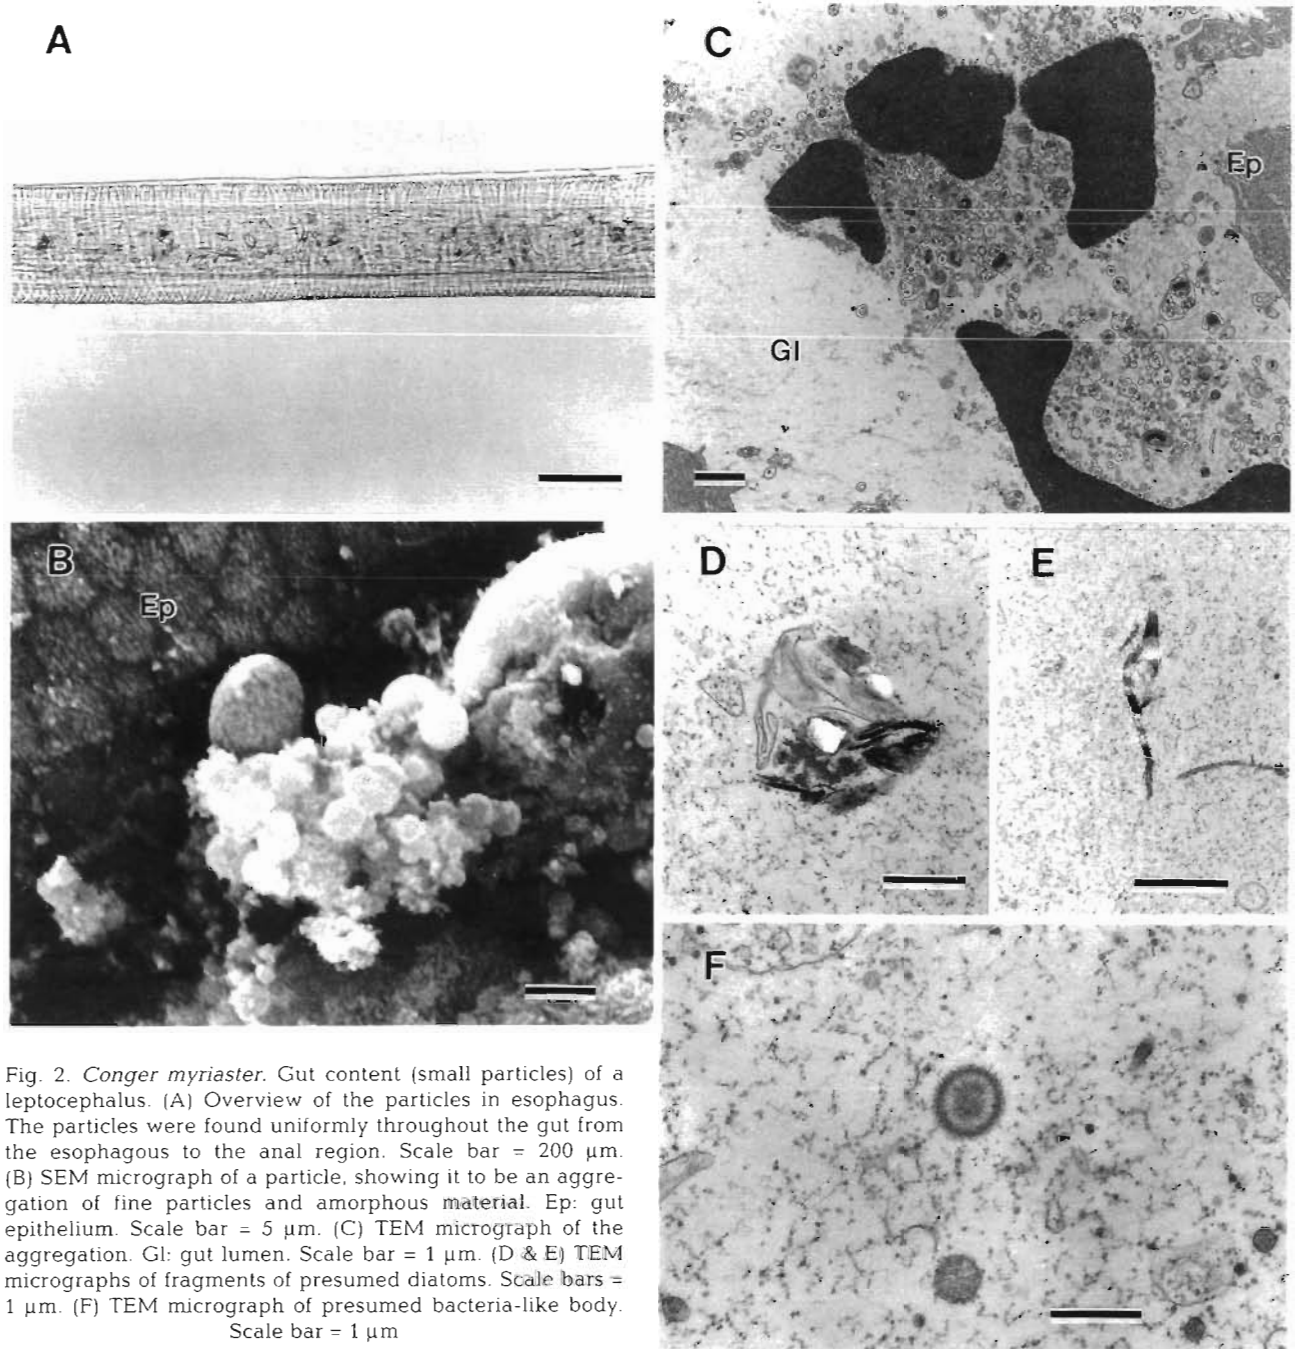 A
C
Ep
Gl
B
Ep
D
E
F
Fig. 2. Conger myriaster. Gut content (small particles) of a
leptocephalus. (A) Overview of the particles in esophagus.
The particles were found uniformly throughout the gut from
the esophagous to the anal region. Scale bar = 200 μm.
(B) SEM micrograph of a particle, showing it to be an aggre-
gation of fine particles and amorphous material. Ep: gut
epithelium. Scale bar = 5 μm. (C) TEM micrograph of the
aggregation. Gl: gut lumen. Scale bar = 1 μm. (D & E) TEM
micrographs of fragments of presumed diatoms. Scale bars =
1 μm. (F) TEM micrograph of presumed bacteria-like body.
Scale bar = 1 μm